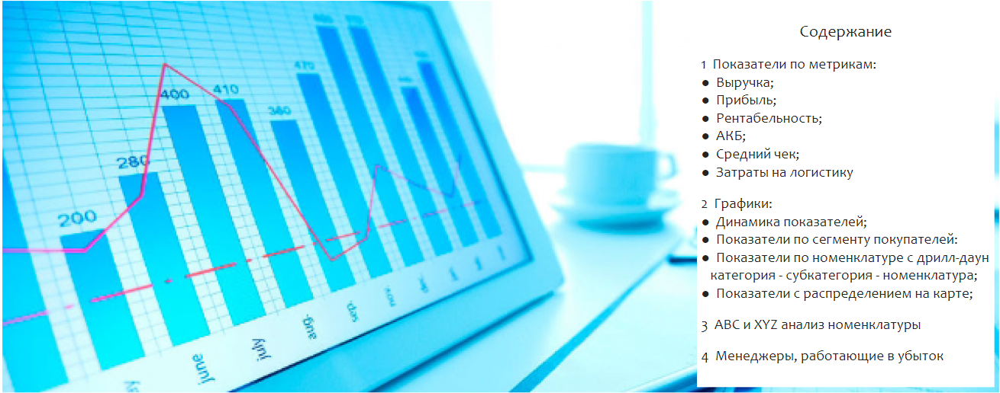 200
280
400
410
360
470
june
july
aug.
sep.
nov.
dec
Содержание
1 Показатели по метрикам:
● Выручка;
● Прибыль;
● Рентабельность;
● АКБ;
● Средний чек;
● Затраты на логистику
2 Графики:
● Динамика показателей;
● Показатели по сегменту покупателей:
● Показатели по номенклатуре с дрилл-даун
категория - субкатегория - номенклатура;
● Показатели с распределением на карте;
3 ABC и XYZ анализ номенклатуры
4 Менеджеры, работающие в убыток